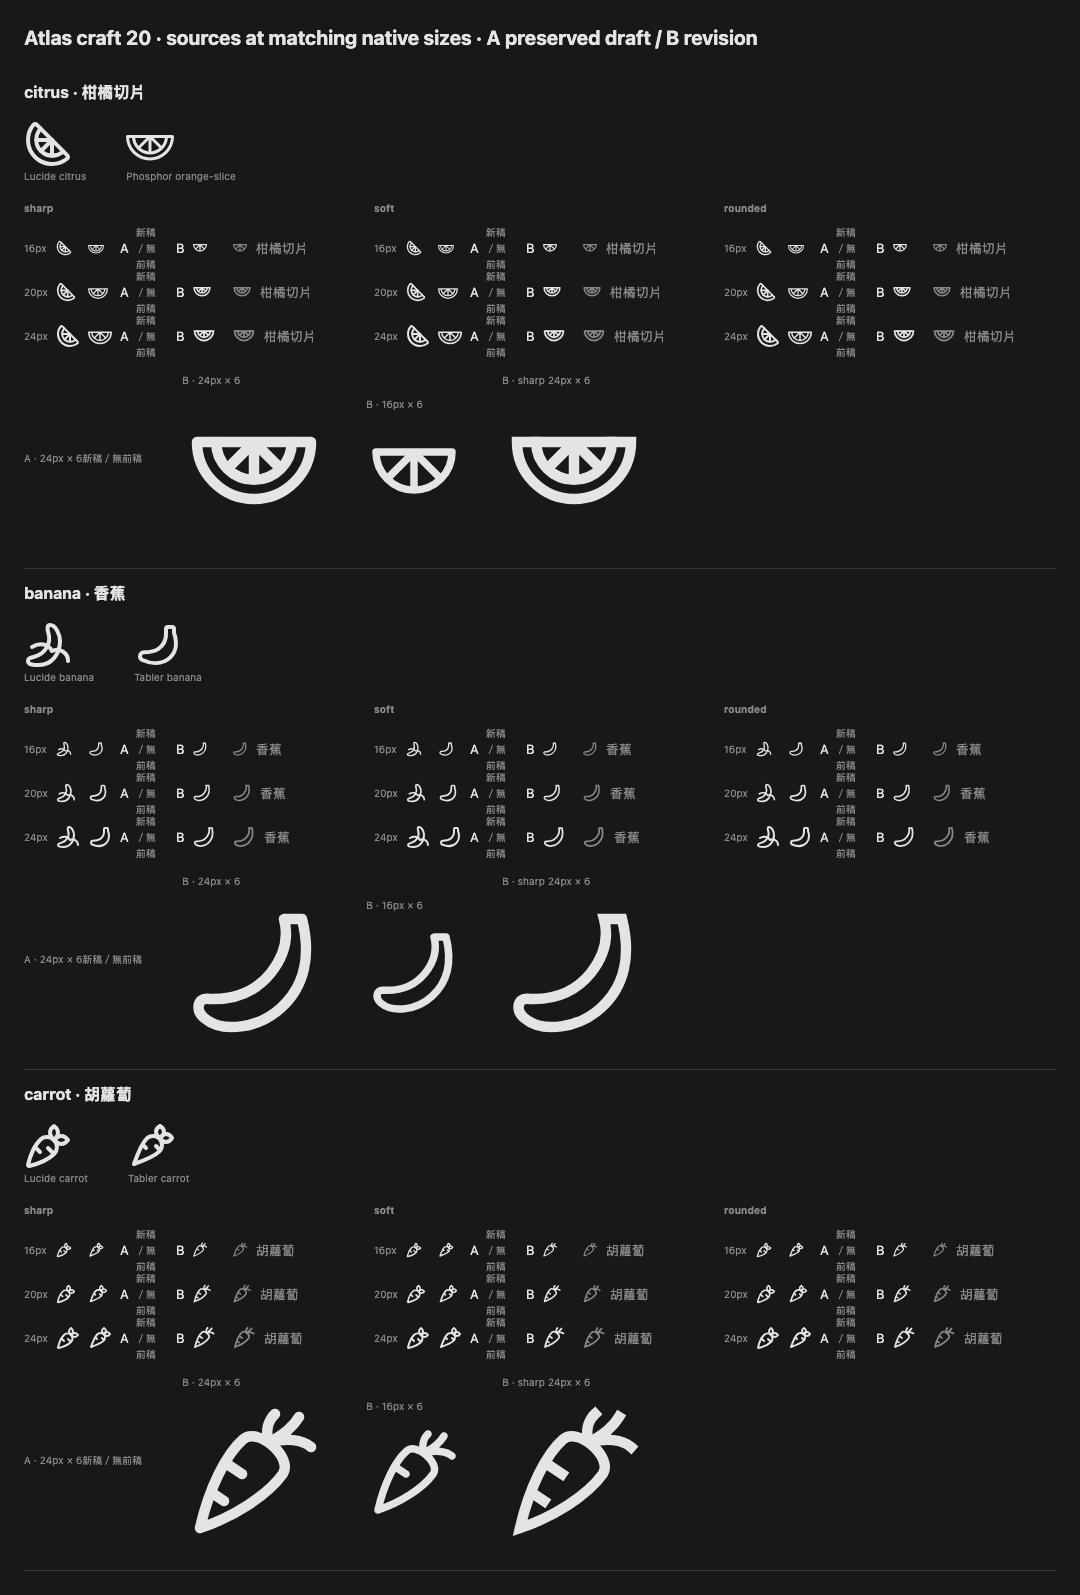 Atlas craft 20 · sources at matching native sizes · A preserved draft / B revision
citrus · 柑橘切片
Lucide citrus
Phosphor orange-slice
sharp
soft
rounded
16px A 新稿 / 無前稿 B 柑橘切片
16px A 新稿 / 無前稿 B 柑橘切片
16px A 新稿 / 無前稿 B 柑橘切片
20px A 新稿 / 無前稿 B 柑橘切片
20px A 新稿 / 無前稿 B 柑橘切片
20px A 新稿 / 無前稿 B 柑橘切片
24px A 新稿 / 無前稿 B 柑橘切片
24px A 新稿 / 無前稿 B 柑橘切片
24px A 新稿 / 無前稿 B 柑橘切片
B · 24px × 6
B · sharp 24px × 6
B · 16px × 6
A · 24px × 6新稿 / 無前稿
banana · 香蕉
Lucide banana
Tabler banana
sharp
soft
rounded
16px A 新稿 / 無前稿 B 香蕉
16px A 新稿 / 無前稿 B 香蕉
16px A 新稿 / 無前稿 B 香蕉
20px A 新稿 / 無前稿 B 香蕉
20px A 新稿 / 無前稿 B 香蕉
20px A 新稿 / 無前稿 B 香蕉
24px A 新稿 / 無前稿 B 香蕉
24px A 新稿 / 無前稿 B 香蕉
24px A 新稿 / 無前稿 B 香蕉
B · 24px × 6
B · sharp 24px × 6
B · 16px × 6
A · 24px × 6新稿 / 無前稿
carrot · 胡蘿蔔
Lucide carrot
Tabler carrot
sharp
soft
rounded
16px A 新稿 / 無前稿 B 胡蘿蔔
16px A 新稿 / 無前稿 B 胡蘿蔔
16px A 新稿 / 無前稿 B 胡蘿蔔
20px A 新稿 / 無前稿 B 胡蘿蔔
20px A 新稿 / 無前稿 B 胡蘿蔔
20px A 新稿 / 無前稿 B 胡蘿蔔
24px A 新稿 / 無前稿 B 胡蘿蔔
24px A 新稿 / 無前稿 B 胡蘿蔔
24px A 新稿 / 無前稿 B 胡蘿蔔
B · 24px × 6
B · sharp 24px × 6
B · 16px × 6
A · 24px × 6新稿 / 無前稿